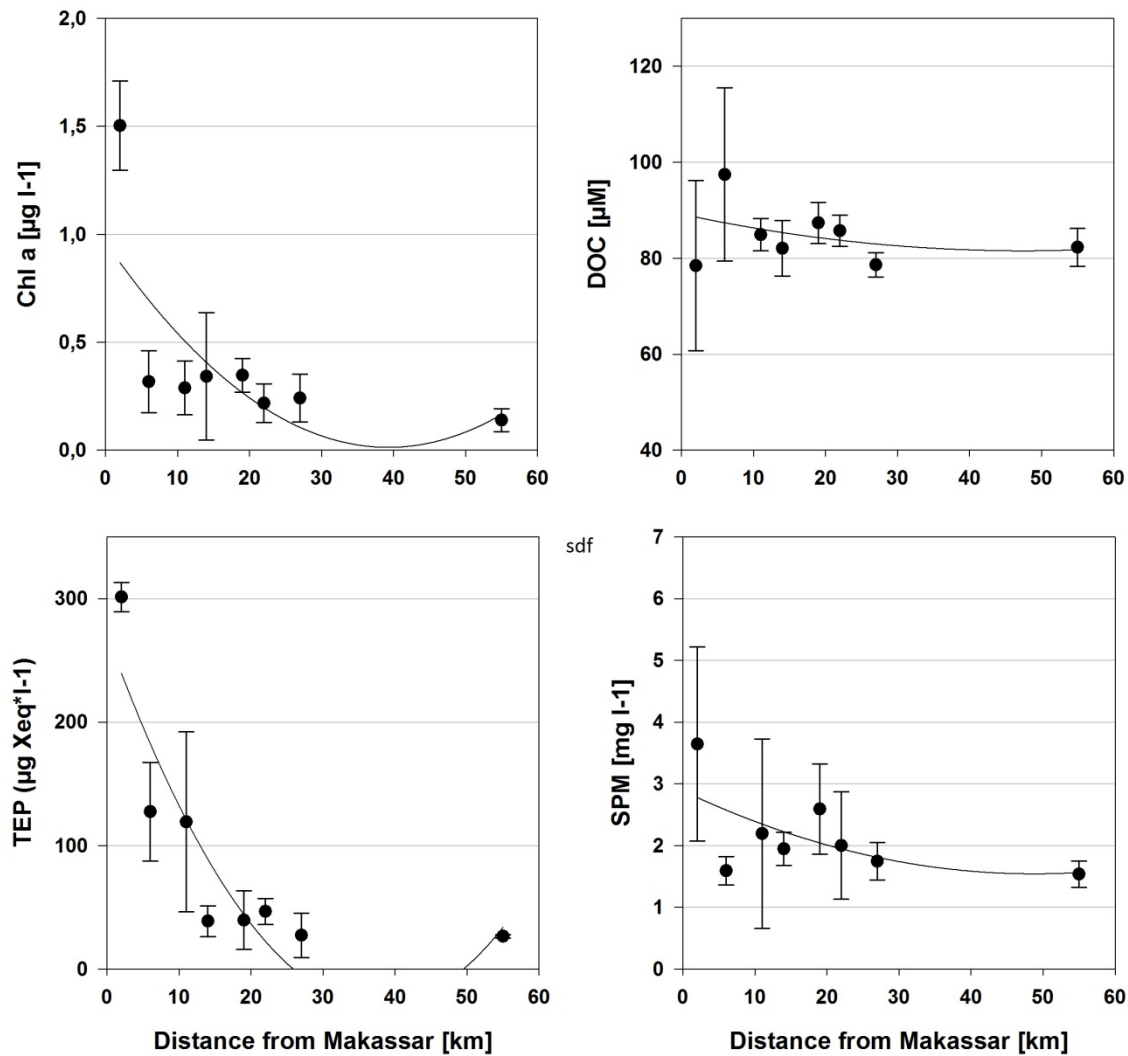 2,0
1,5
1,0
0,5
0,0
Chl a [µg l-1]
0 10 20 30 40 50 60
120
100
80
60
40
DOC [µM]
0 10 20 30 40 50 60
sdf
300
200
100
0
TEP (µg Xeq*l-1)
0 10 20 30 40 50 60
Distance from Makassar [km]
7
6
5
4
3
2
1
0
SPM [mg l-1]
0 10 20 30 40 50 60
Distance from Makassar [km]